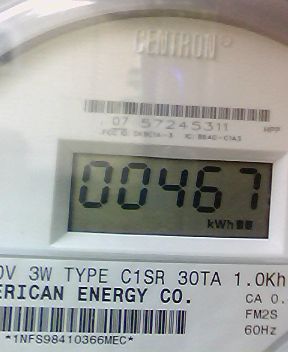 CENTRON®
07 57245311
HPP
00467
kWh
0V 3W TYPE C1SR 30TA 1.0Kh
ERICAN ENERGY CO.
CA 0.
FM2S
60Hz
*1NFS98410366MEC*